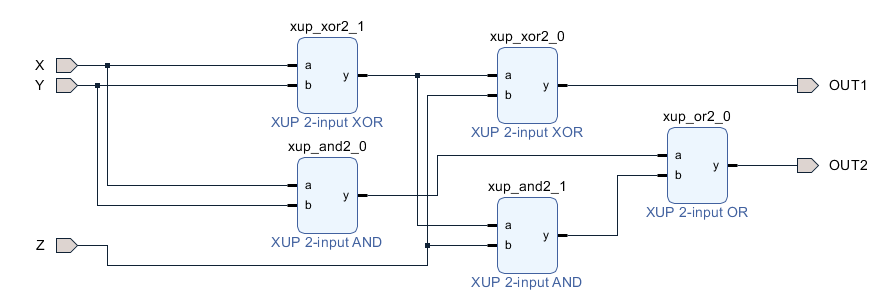 xup_xor2_1
X
Y
a
b
y
XUP 2-input XOR
xup_xor2_0
a
b
y
XUP 2-input XOR
OUT1
xup_and2_0
a
b
y
XUP 2-input AND
xup_or2_0
a
b
y
XUP 2-input OR
OUT2
xup_and2_1
a
b
y
XUP 2-input AND
Z